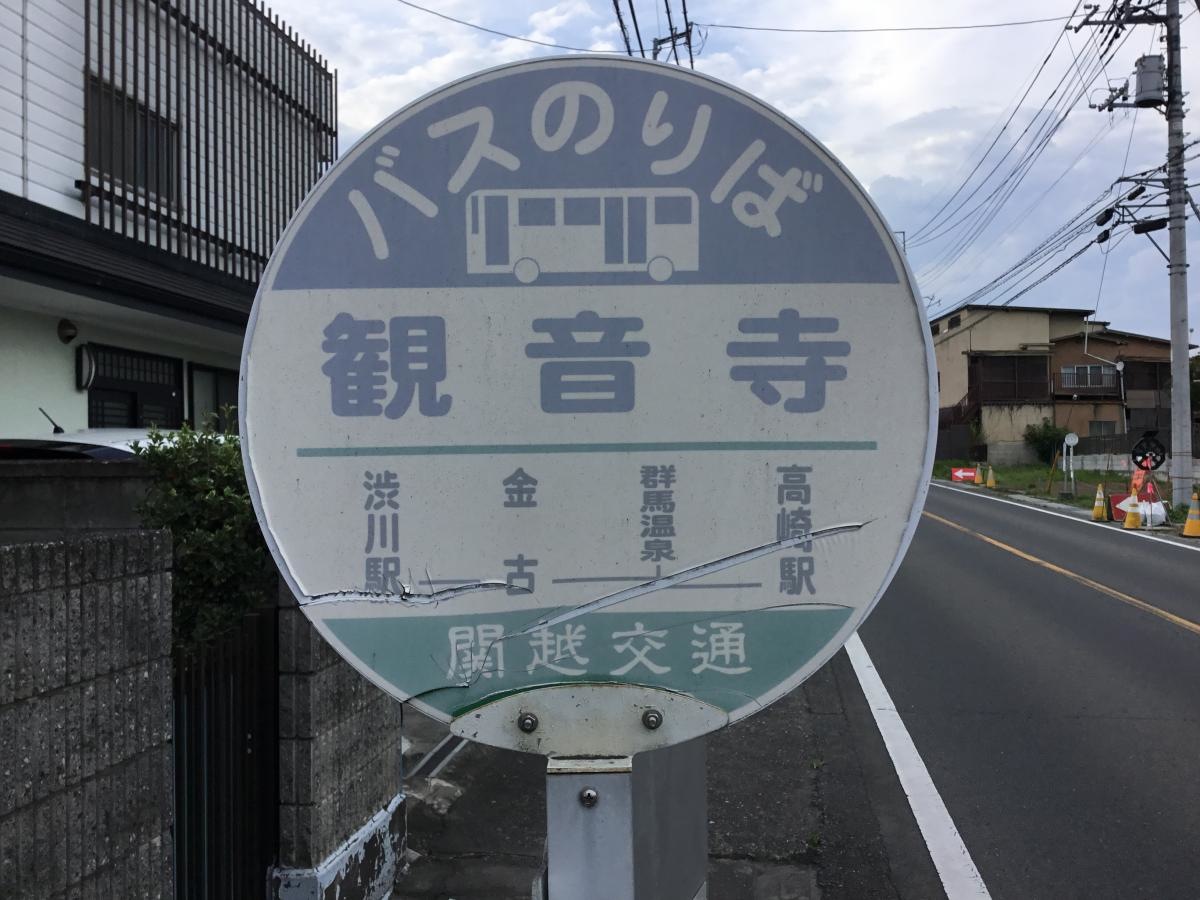 バスのりば
観音寺
渋川駅
金古
群馬温泉
高崎駅
関越交通